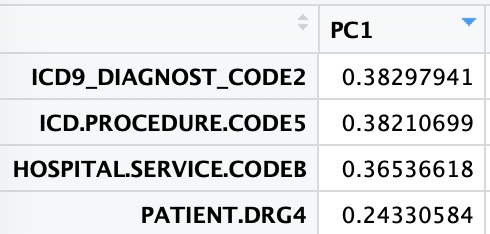 PC1
ICD9_DIAGNOST_CODE2 0.38297941
ICD.PROCEDURE.CODE5 0.38210699
HOSPITAL.SERVICE.CODEB 0.36536618
PATIENT.DRG4 0.24330584